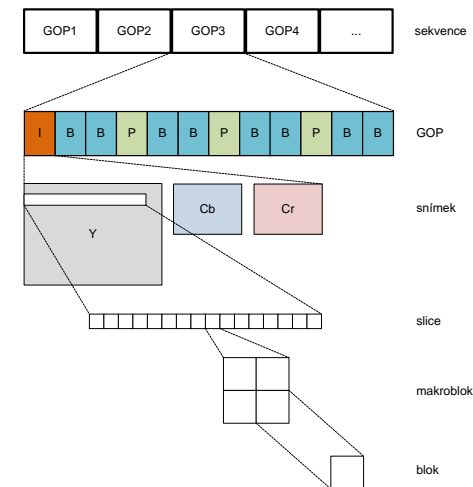 GOP1 GOP2 GOP3 GOP4 ... sekvence
I B B P B B P B B P B B GOP
Cb Cr snímek
Y
slice
makroblok
blok